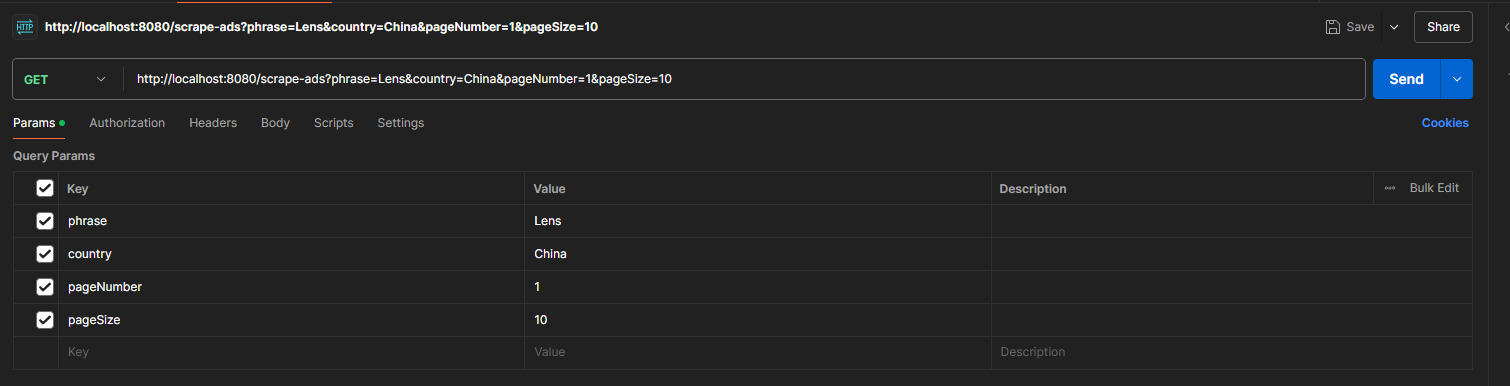 HTTP http://localhost:8080/scrape-ads?phrase=Lens&country=China&pageNumber=1&pageSize=10 Save Share
GET http://localhost:8080/scrape-ads?phrase=Lens&country=China&pageNumber=1&pageSize=10 Send
Params Authorization Headers Body Scripts Settings Cookies
Query Params
Key Value Description Bulk Edit
phrase Lens
country China
pageNumber 1
pageSize 10
Key Value Description